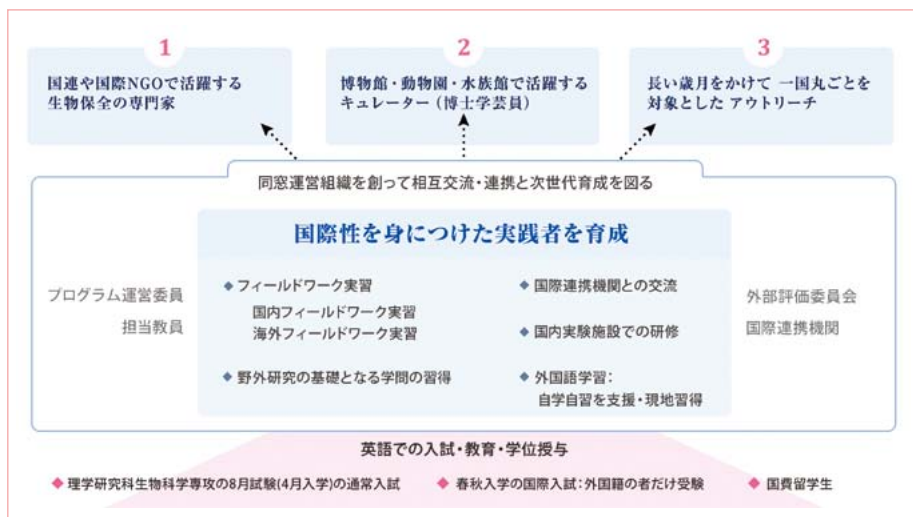 1
国連や国際NGOで活躍する
生物保全の専門家
2
博物館・動物園・水族館で活躍する
キュレーター（博士学芸員）
3
長い歳月をかけて 一国丸ごとを
対象とした アウトリーチ
同窓運営組織を創って相互交流・連携と次世代育成を図る
国際性を身につけた実践者を育成
プログラム運営委員
担当教員
◆ フィールドワーク実習
国内フィールドワーク実習
海外フィールドワーク実習
◆ 野外研究の基礎となる学問の習得
◆ 国際連携機関との交流
◆ 国内実験施設での研修
◆ 外国語学習：
自学自習を支援・現地習得
外部評価委員会
国際連携機関
英語での入試・教育・学位授与
◆ 理学研究科生物科学専攻の8月試験(4月入学)の通常入試 ◆ 春秋入学の国際入試：外国籍の者だけ受験 ◆ 国費留学生